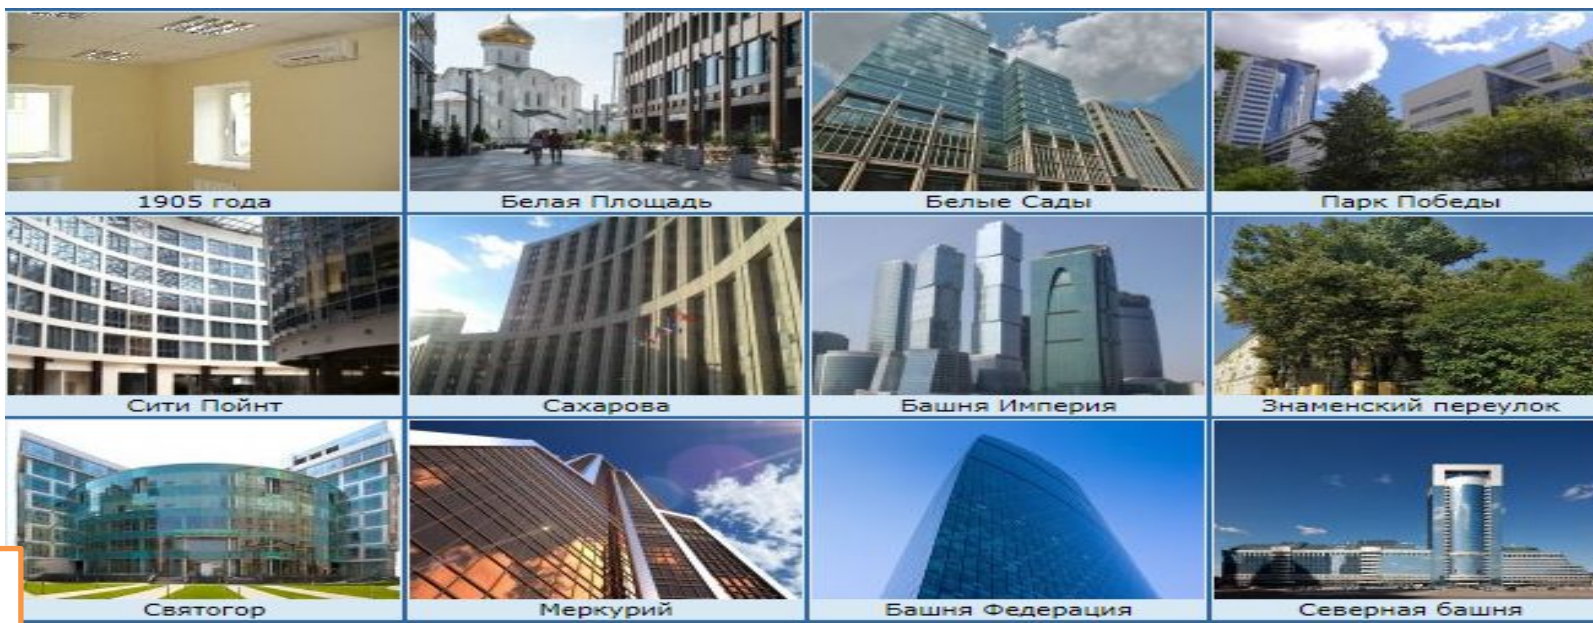 1905 года
Белая Площадь
Белые Сады
Парк Победы
Сити Пойнт
Сахарова
Башня Империя
Знаменский переулок
Святогор
Меркурий
Башня Федерация
Северная башня